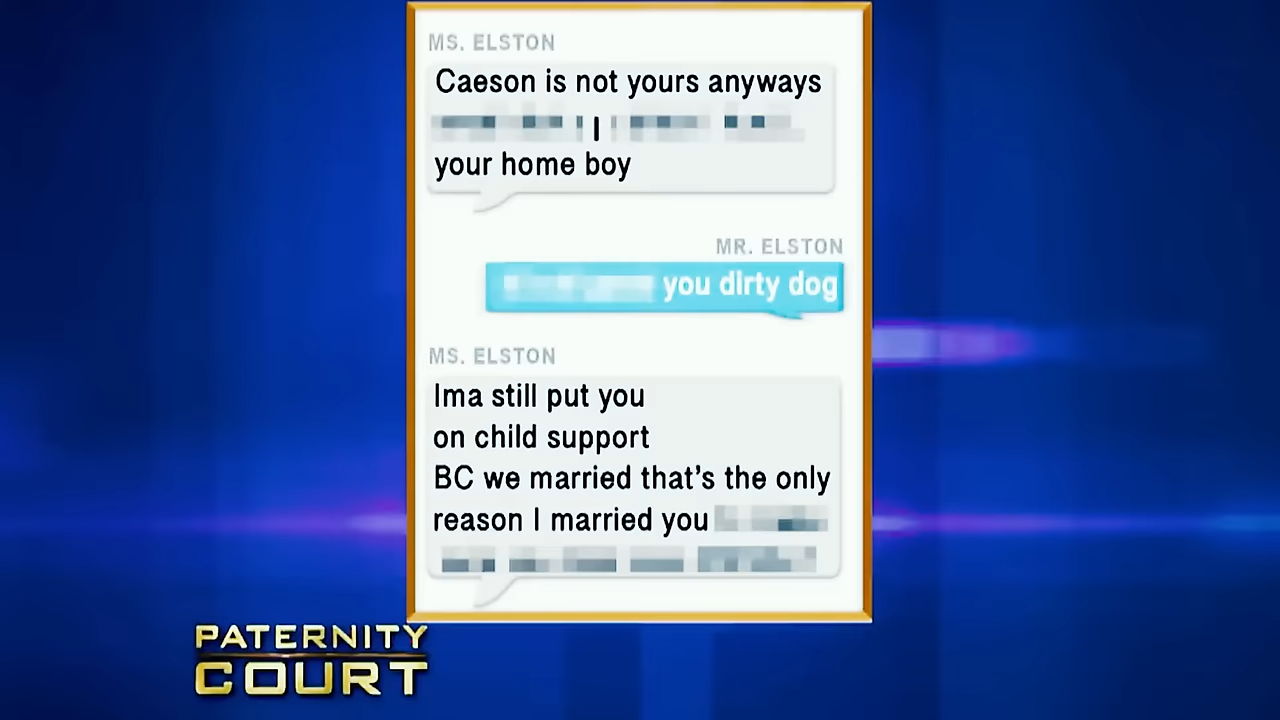 MS. ELSTON
Caeson is not yours anyways
I
your home boy
MR. ELSTON
you dirty dog
MS. ELSTON
Ima still put you
on child support
BC we married that's the only
reason I married you
PATERNITY
COURT